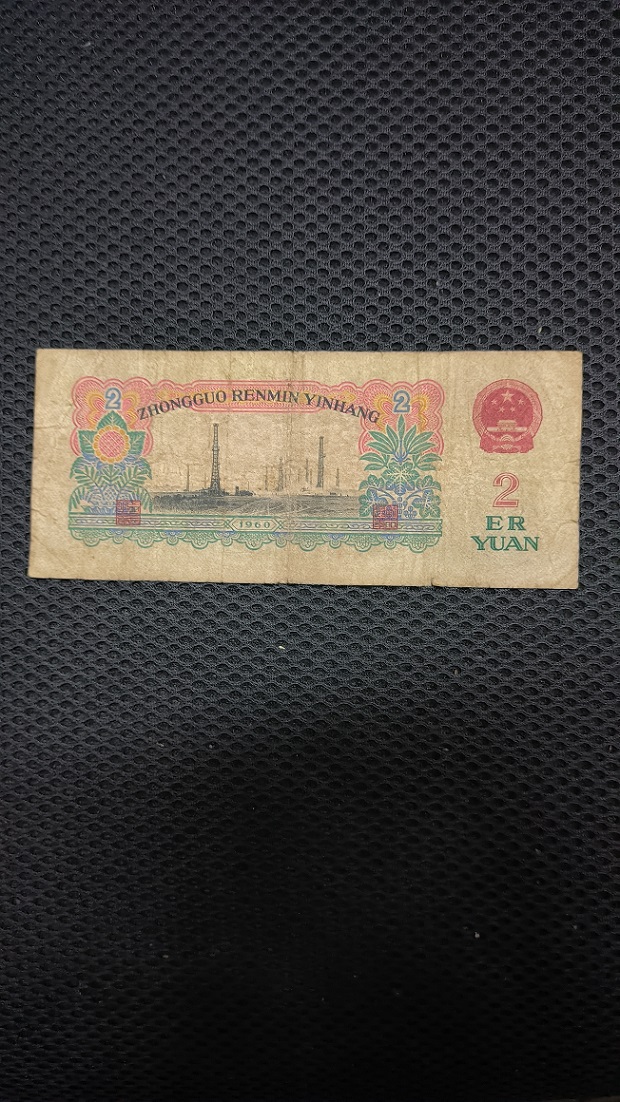 2 ZHONGGUO RENMIN YINHANG 2
1960
2
ER
YUAN